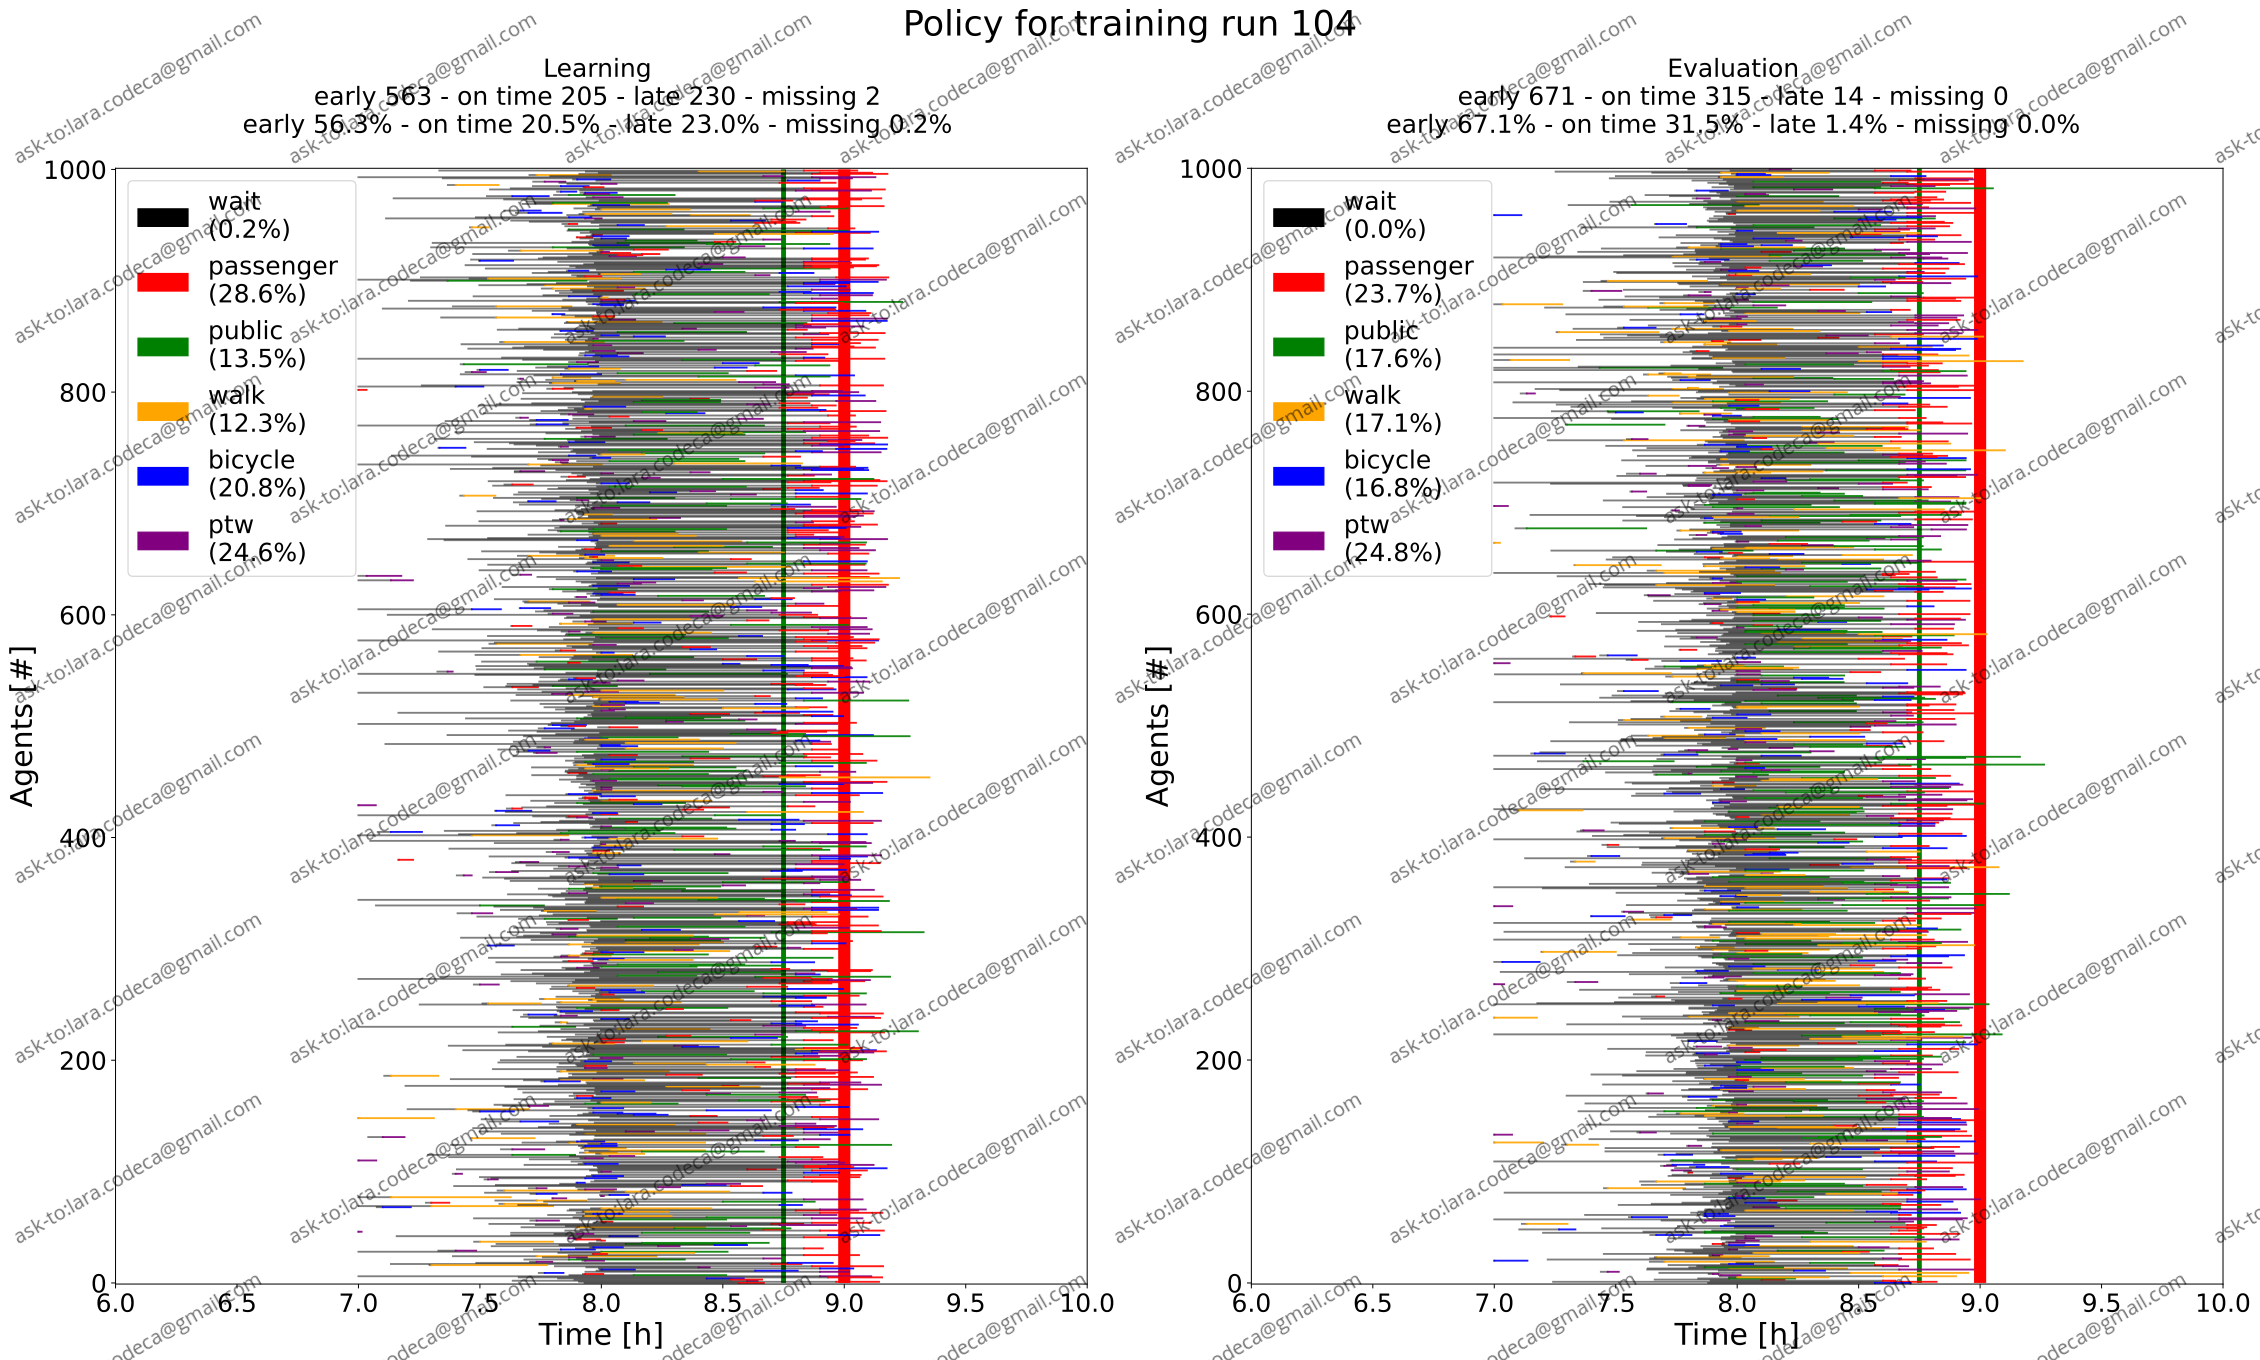 Policy for training run 104
Learning
early 563 - on time 205 - late 230 - missing 2
early 56.3% - on time 20.5% - late 23.0% - missing 0.2%
Agents [#]
1000
800
600
400
200
0
wait
(0.2%)
passenger
(28.6%)
public
(13.5%)
walk
(12.3%)
bicycle
(20.8%)
ptw
(24.6%)
6.0 6.5 7.0 7.5 8.0 8.5 9.0 9.5 10.0
Time [h]
Evaluation
early 671 - on time 315 - late 14 - missing 0
early 67.1% - on time 31.5% - late 1.4% - missing 0.0%
Agents [#]
1000
800
600
400
200
0
wait
(0.0%)
passenger
(23.7%)
public
(17.6%)
walk
(17.1%)
bicycle
(16.8%)
ptw
(24.8%)
6.0 6.5 7.0 7.5 8.0 8.5 9.0 9.5 10.0
Time [h]
ask-to:lara.codeca@gmail.com